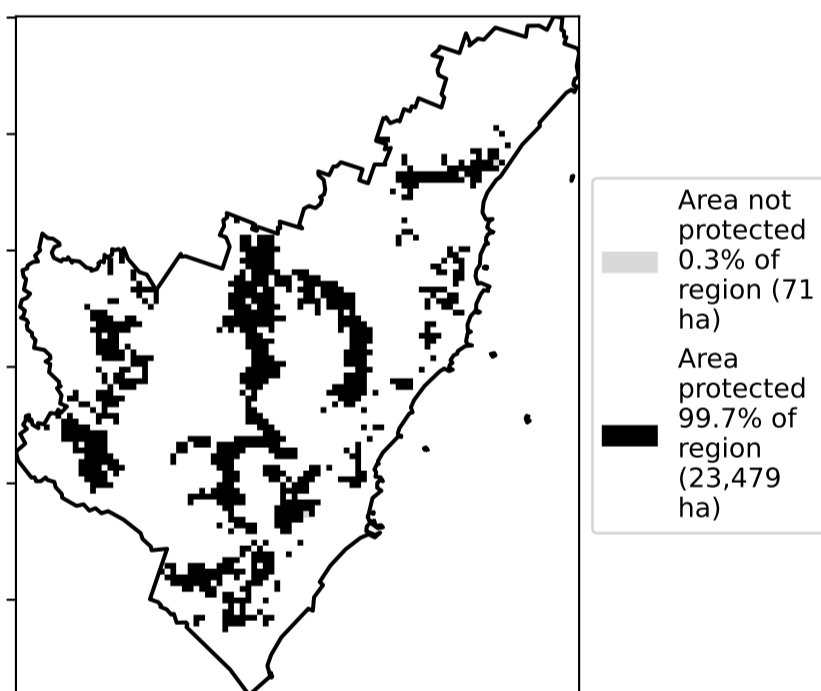 Area not
protected
0.3% of
region (71
ha)
Area
protected
99.7% of
region
(23,479
ha)